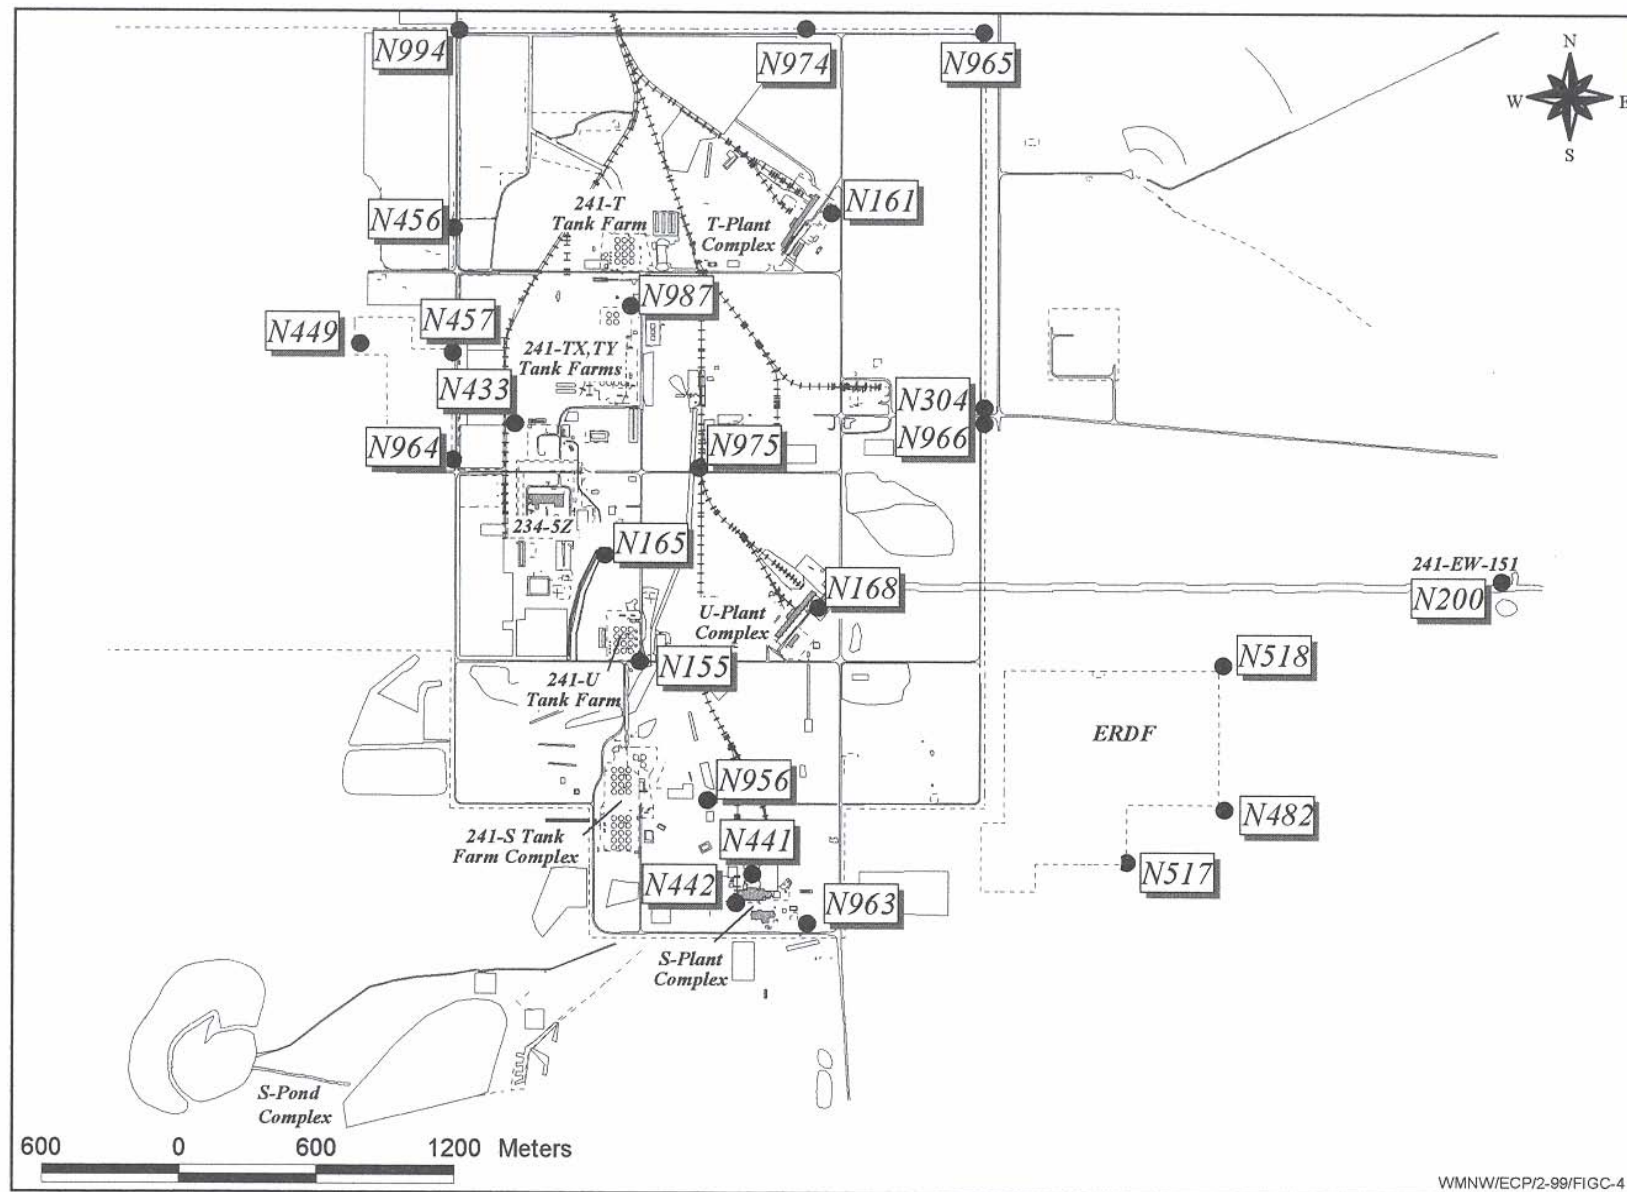 N994
N974
N965
N
W
E
S
N456
241-T
Tank Farm
T-Plant
Complex
N161
N987
N449
N457
241-TX,TY
Tank Farms
N433
N304
N966
N964
N975
234-5Z
N165
N168
241-EW-151
N200
U-Plant
Complex
N155
N518
241-U
Tank Farm
ERDF
N956
N482
241-S Tank
Farm Complex
N441
N442
N517
N963
S-Plant
Complex
S-Pond
Complex
600 0 600 1200 Meters
WMNW/ECP/2-99/FIGC-4